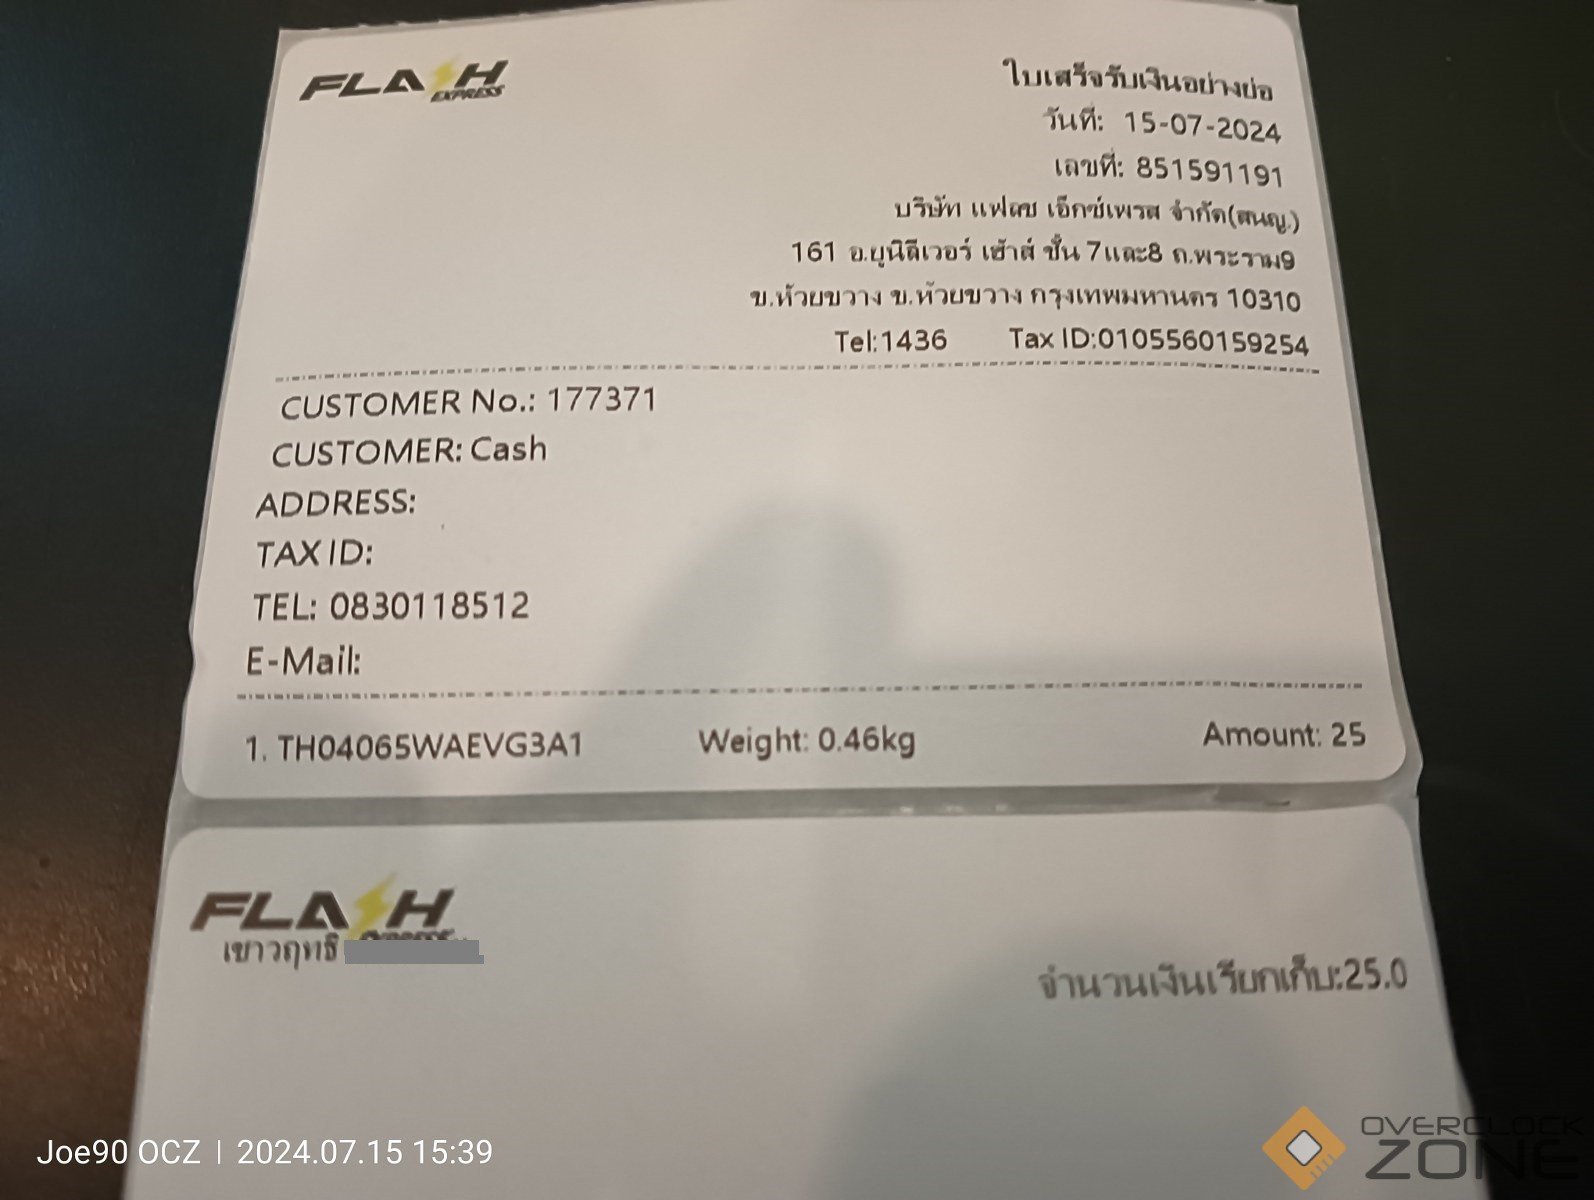 FLASH
EXPRESS
ใบเสร็จรับเงินอย่างย่อ
วันที่: 15-07-2024
เลขที่: 851591191
บริษัท แฟลช เอ็กซ์เพรส จำกัด(สนญ.)
161 อ.ยูนิลีเวอร์ เฮ้าส์ ชั้น 7และ8 ถ.พระราม9
ข.ห้วยขวาง ข.ห้วยขวาง กรุงเทพมหานคร 10310
Tel:1436 Tax ID:0105560159254
CUSTOMER No.: 177371
CUSTOMER: Cash
ADDRESS:
TAX ID:
TEL: 0830118512
E-Mail:
1. TH04065WAEVG3A1 Weight: 0.46kg Amount: 25
FLASH
เชาวฤทธิ์
จำนวนเงินเรียกเก็บ:25.0
Joe90 OCZ | 2024.07.15 15:39
OVERCLOCK
ZONE